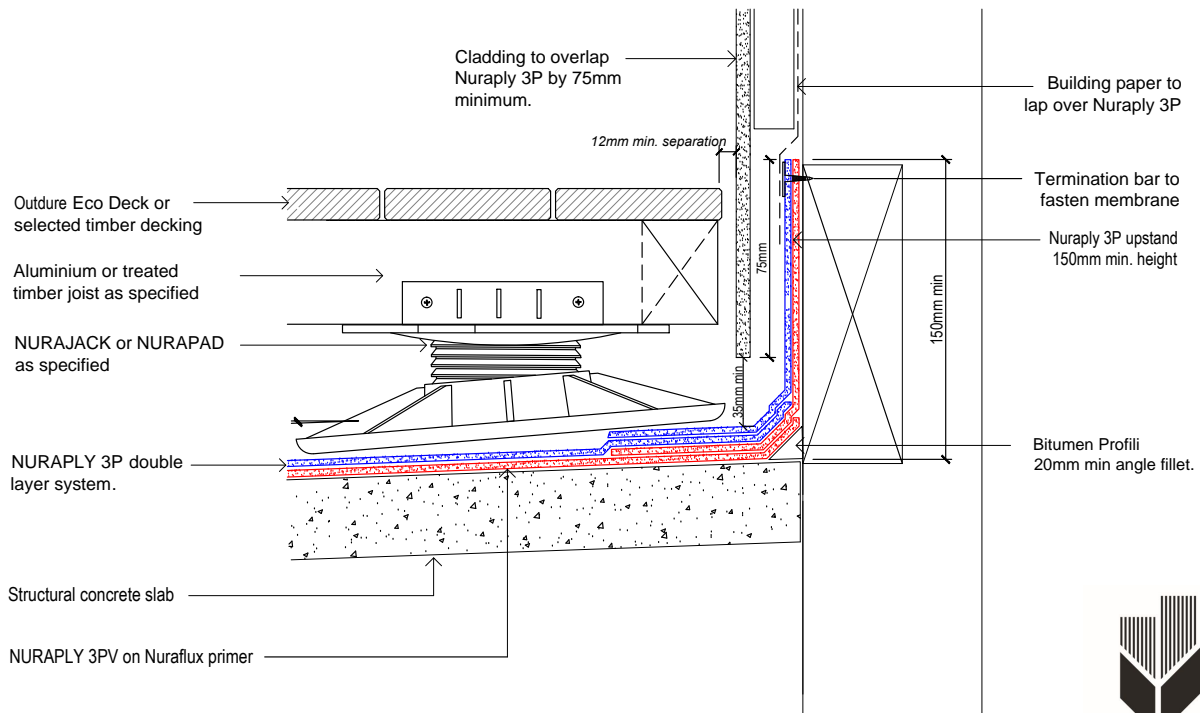 Cladding to overlap
Nuraply 3P by 75mm
minimum.
Building paper to
lap over Nuraply 3P
12mm min. separation
Outdure Eco Deck or
selected timber decking
Termination bar to
fasten membrane
Nuraply 3P upstand
150mm min. height
Aluminium or treated
timber joist as specified
75mm
150mm min
NURAJACK or NURAPAD
as specified
35mm min
NURAPLY 3P double
layer system.
Bitumen Profili
20mm min angle fillet.
Structural concrete slab
NURAPLY 3PV on Nuraflux primer